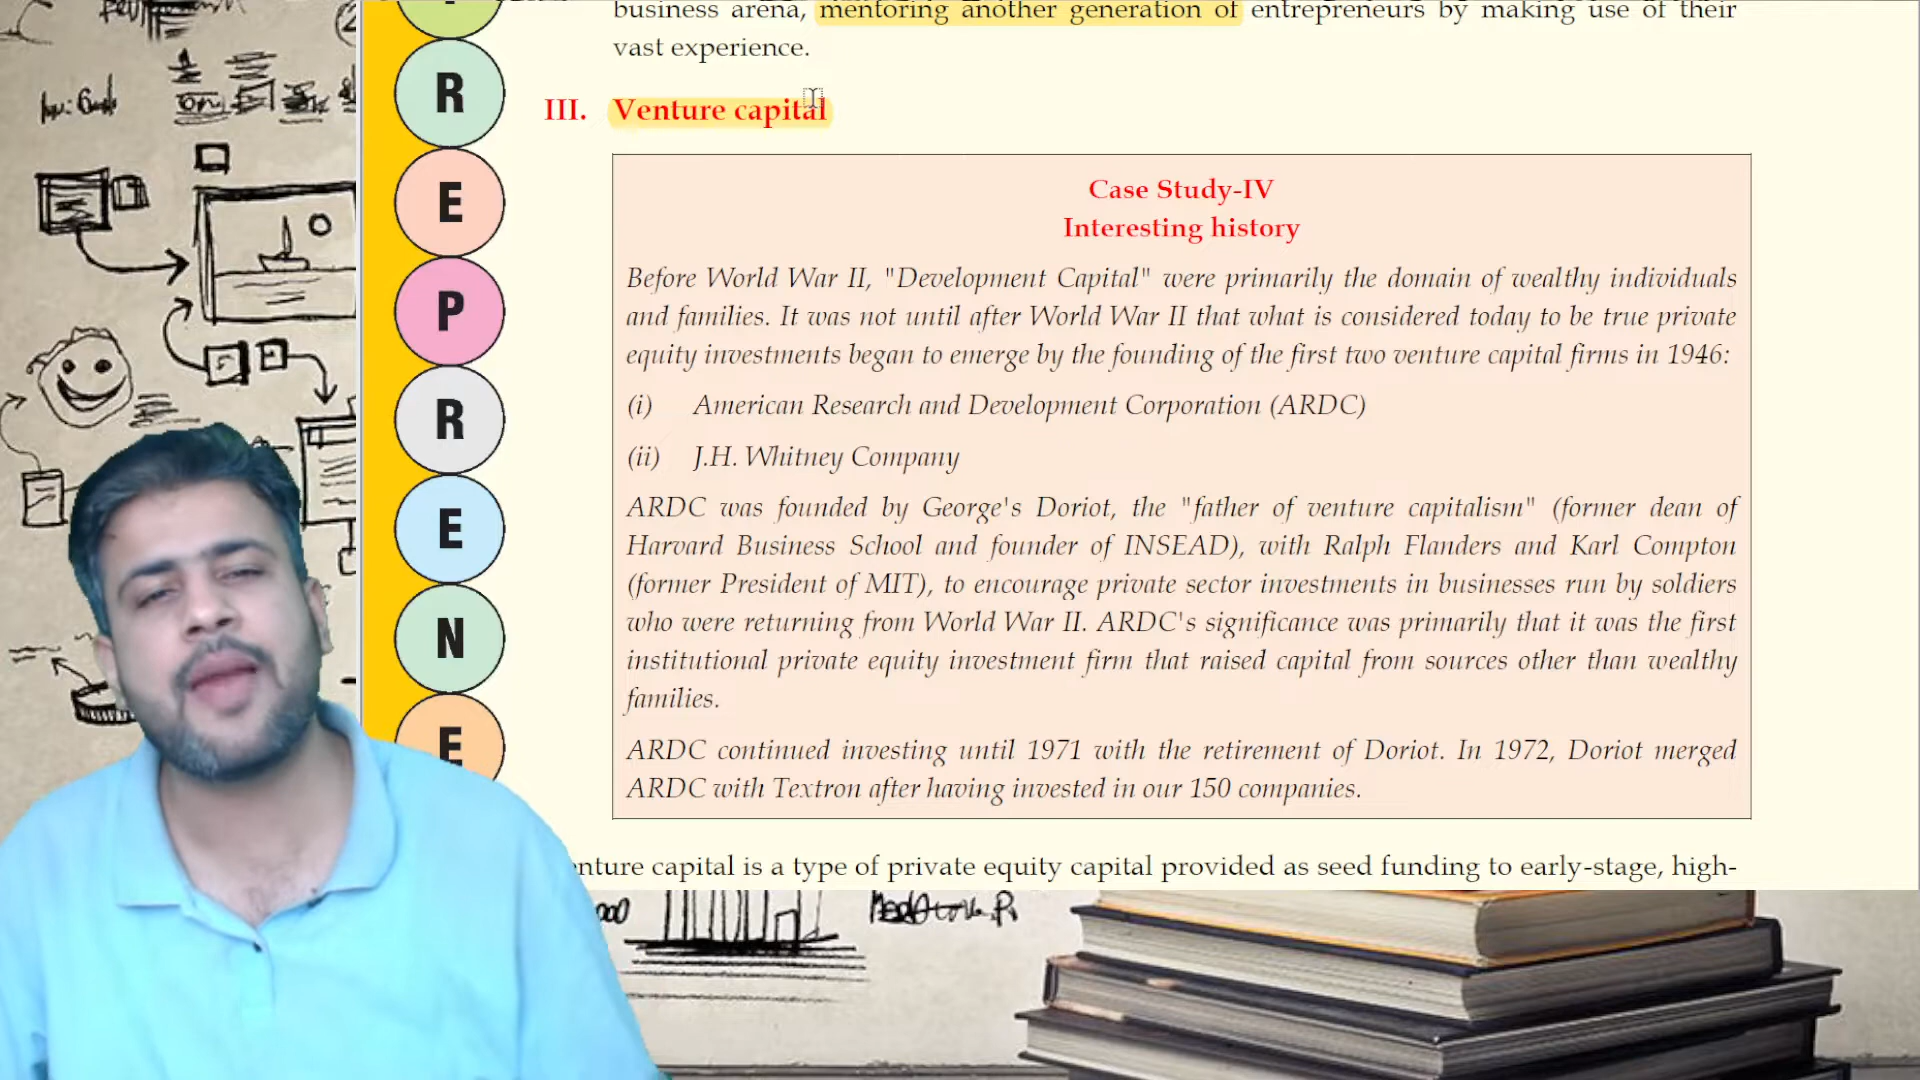 business arena, mentoring another generation of entrepreneurs by making use of their
vast experience.
III. Venture capital
Case Study-IV
Interesting history
Before World War II, "Development Capital" were primarily the domain of wealthy individuals
and families. It was not until after World War II that what is considered today to be true private
equity investments began to emerge by the founding of the first two venture capital firms in 1946:
(i) American Research and Development Corporation (ARDC)
(ii) J.H. Whitney Company
ARDC was founded by George's Doriot, the "father of venture capitalism" (former dean of
Harvard Business School and founder of INSEAD), with Ralph Flanders and Karl Compton
(former President of MIT), to encourage private sector investments in businesses run by soldiers
who were returning from World War II. ARDC's significance was primarily that it was the first
institutional private equity investment firm that raised capital from sources other than wealthy
families.
ARDC continued investing until 1971 with the retirement of Doriot. In 1972, Doriot merged
ARDC with Textron after having invested in our 150 companies.
enture capital is a type of private equity capital provided as seed funding to early-stage, high-
R
E
P
R
E
N
E